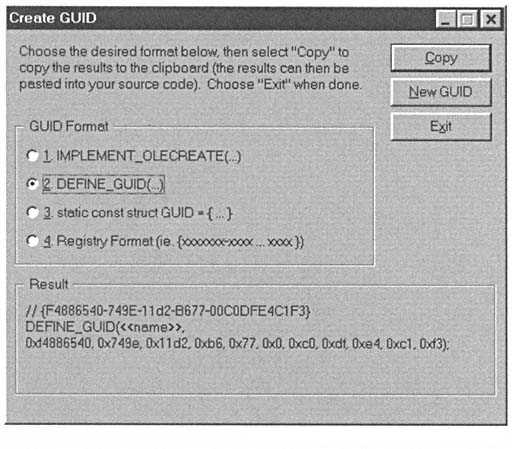 Create GUID
Choose the desired format below, then select "Copy" to
copy the results to the clipboard (the results can then be
pasted into your source code). Choose "Exit" when done.
Copy
New GUID
Exit
GUID Format
1. IMPLEMENT_OLECREATE(...)
2. DEFINE_GUID(...)
3. static const struct GUID = { ... }
4. Registry Format (ie. {xxxxxxx-xxxx ... xxxx })
Result
// {F4886540-749E-11d2-B677-00C0DFE4C1F3}
DEFINE_GUID(<<name>>,
0xf4886540, 0x749e, 0x11d2, 0xb6, 0x77, 0x0, 0xc0, 0xdf, 0xe4, 0xc1, 0xf3);